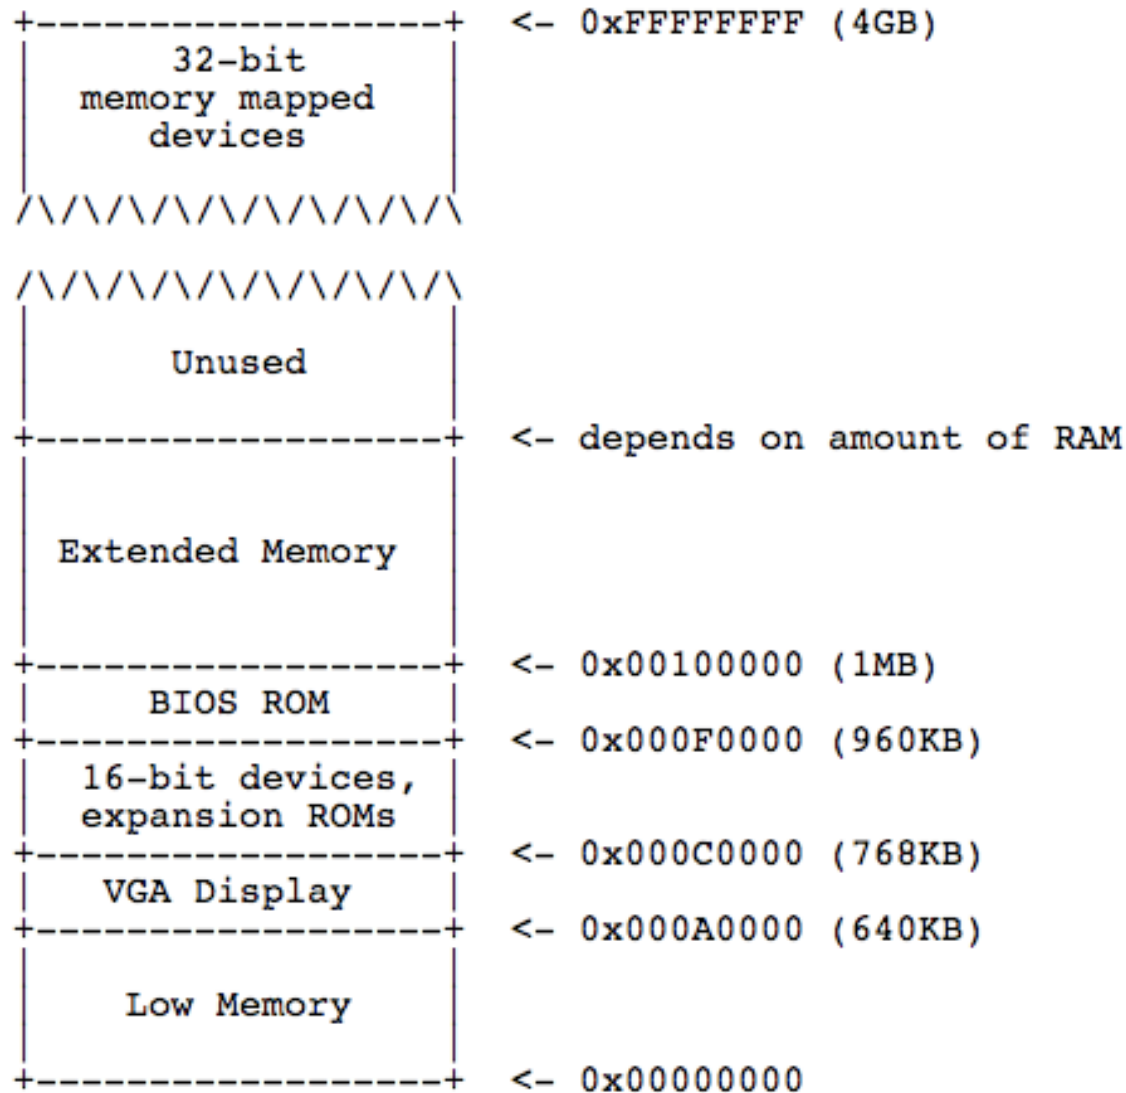 +------------------+  <- 0xFFFFFFFF (4GB)
|      32-bit      |
|  memory mapped   |
|     devices      |
|                  |
/\/\/\/\/\/\/\/\/\/\

/\/\/\/\/\/\/\/\/\/\
|                  |
|      Unused      |
|                  |
+------------------+  <- depends on amount of RAM
|                  |
|                  |
| Extended Memory  |
|                  |
|                  |
+------------------+  <- 0x00100000 (1MB)
|     BIOS ROM     |
+------------------+  <- 0x000F0000 (960KB)
|  16-bit devices, |
|  expansion ROMs  |
+------------------+  <- 0x000C0000 (768KB)
|   VGA Display    |
+------------------+  <- 0x000A0000 (640KB)
|                  |
|    Low Memory    |
|                  |
+------------------+  <- 0x00000000